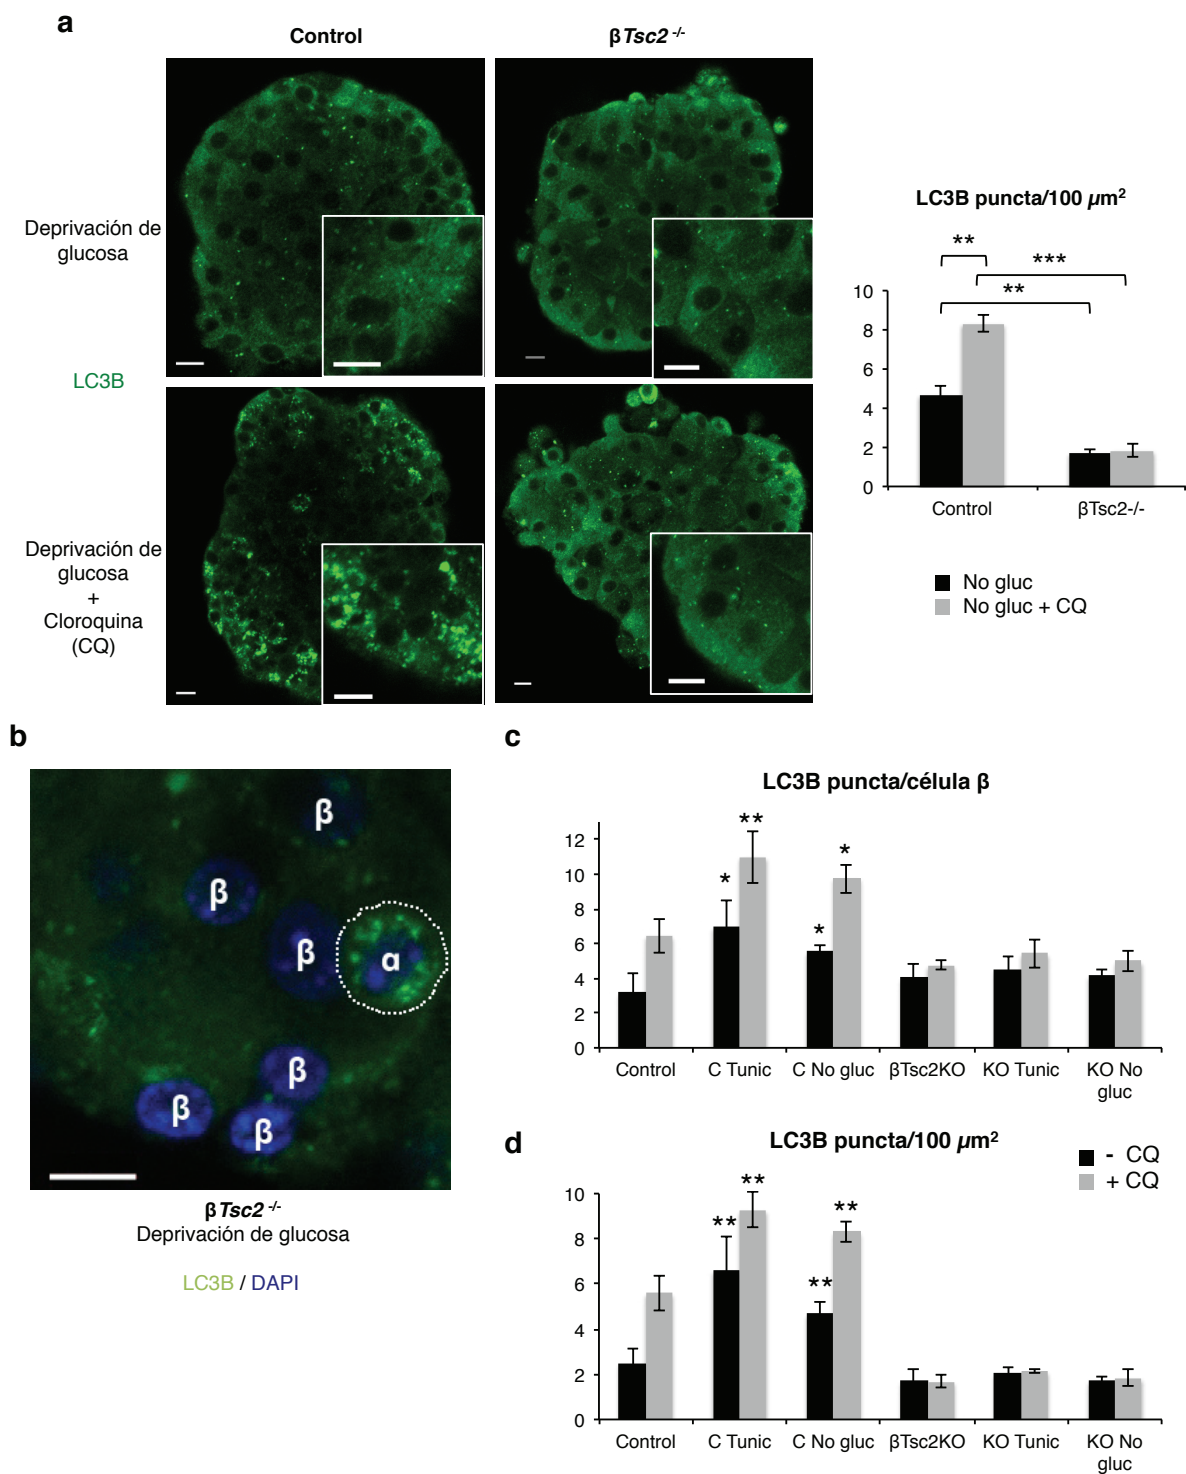 a
Control
βTsc2 -/-
Deprivación de
glucosa
LC3B
Deprivación de
glucosa
+
Cloroquina
(CQ)
LC3B puncta/100 µm²
**
***
**
10
8
6
4
2
0
Control
βTsc2-/-
No gluc
No gluc + CQ
b
β
β
β
α
β
β
β
βTsc2 -/-
Deprivación de glucosa
LC3B / DAPI
c
LC3B puncta/célula β
12
10
8
6
4
2
0
*
**
*
*
Control
C Tunic
C No gluc
βTsc2KO
KO Tunic
KO No
gluc
d
LC3B puncta/100 µm²
- CQ
+ CQ
10
8
6
4
2
0
**
**
**
**
Control
C Tunic
C No gluc
βTsc2KO
KO Tunic
KO No
gluc